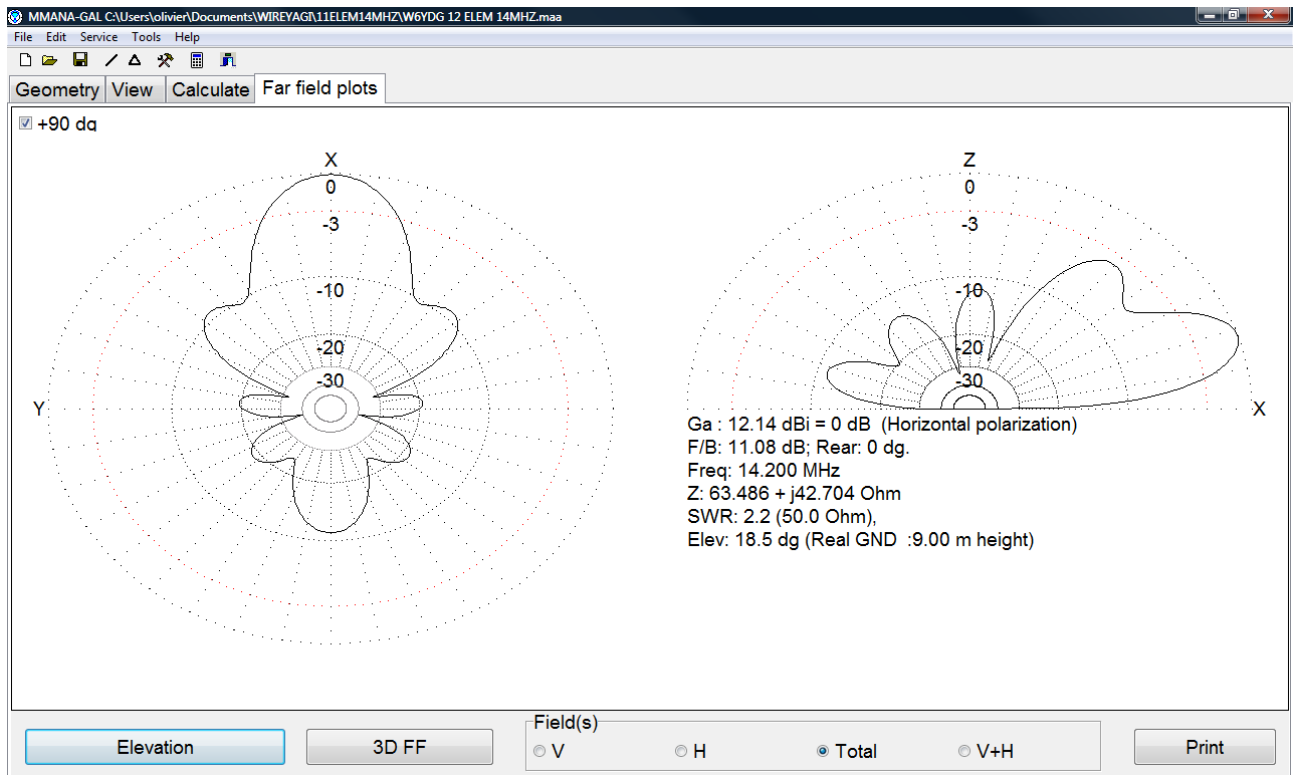 MMANA-GAL C:\Users\olivier\Documents\WIREYAGI\11ELEM14MHZ\W6YDG 12 ELEM 14MHZ.maa
File Edit Service Tools Help
Geometry View Calculate Far field plots
+90 dg
X
0
-3
-10
-20
-30
Y
Z
0
-3
-10
-20
-30
X
Ga : 12.14 dBi = 0 dB (Horizontal polarization)
F/B: 11.08 dB; Rear: 0 dg.
Freq: 14.200 MHz
Z: 63.486 + j42.704 Ohm
SWR: 2.2 (50.0 Ohm),
Elev: 18.5 dg (Real GND :9.00 m height)
Elevation
3D FF
Field(s)
V H Total V+H
Print